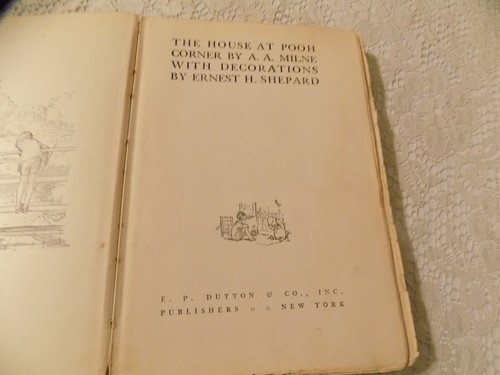 THE HOUSE AT POOH
CORNER BY A. A. MILNE
WITH DECORATIONS
BY ERNEST H. SHEPARD
E. P. DUTTON & CO., INC.
PUBLISHERS :: :: NEW YORK